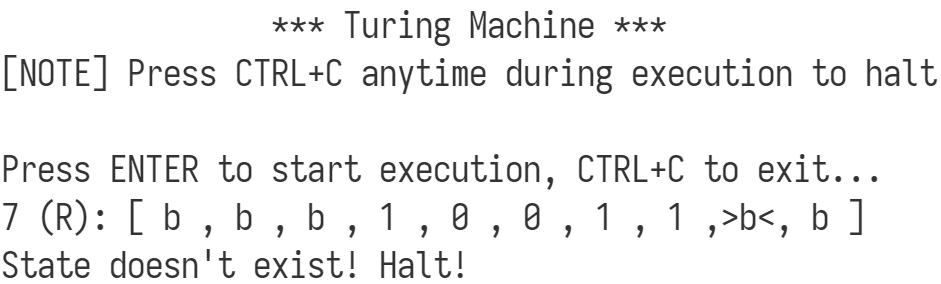 *** Turing Machine ***
[NOTE] Press CTRL+C anytime during execution to halt
Press ENTER to start execution, CTRL+C to exit...
7 (R): [ b , b , b , 1 , 0 , 0 , 1 , 1 ,>b<, b ]
State doesn't exist! Halt!